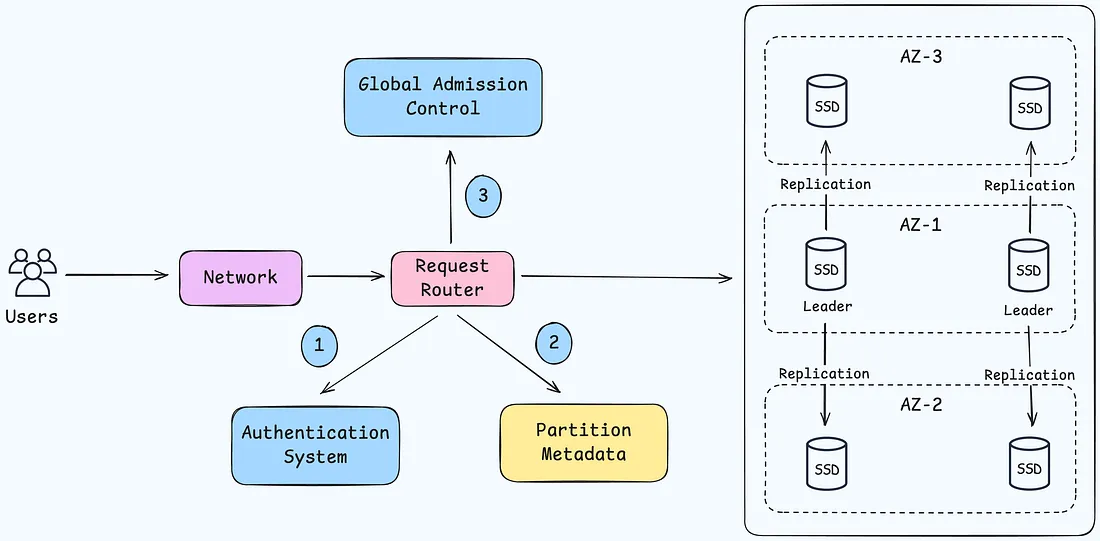 Users
Network
Request
Router
Global Admission
Control
3
1
2
Authentication
System
Partition
Metadata
AZ-3
SSD
SSD
Replication
Replication
AZ-1
SSD
SSD
Leader
Leader
Replication
Replication
AZ-2
SSD
SSD